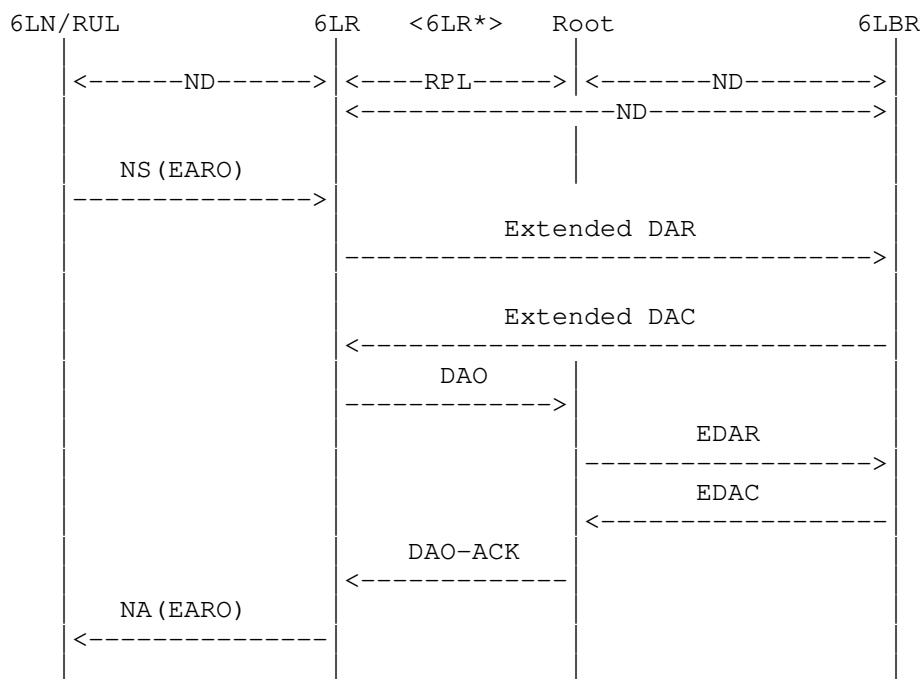 6LN/RUL 6LR <6LR*> Root 6LBR
<------ND------> <----RPL-----> <-------ND-------->
<----------------ND-------------->
NS(EARO)
--------------->
Extended DAR
--------------------------------->
Extended DAC
<---------------------------------
DAO
------------->
EDAR
------------------>
EDAC
<------------------
DAO-ACK
<-------------
NA(EARO)
<---------------